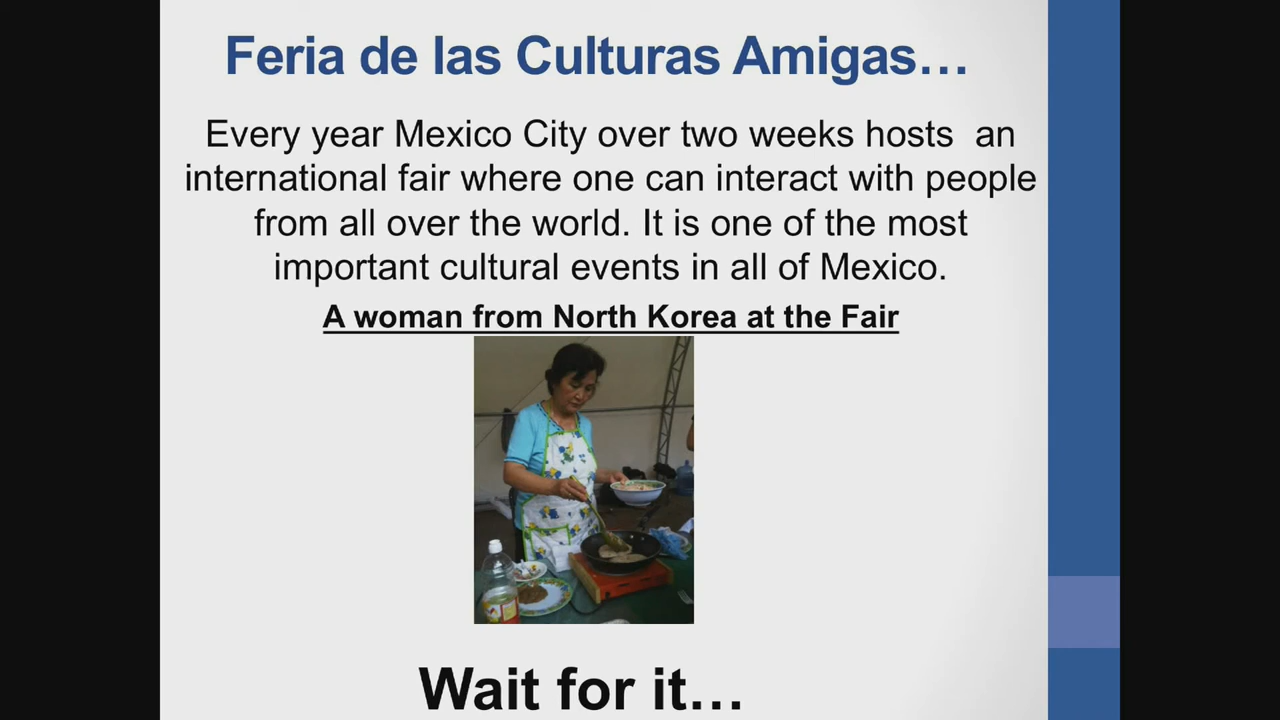 Feria de las Culturas Amigas…
Every year Mexico City over two weeks hosts  an
international fair where one can interact with people
from all over the world. It is one of the most
important cultural events in all of Mexico.
A woman from North Korea at the Fair
Wait for it…